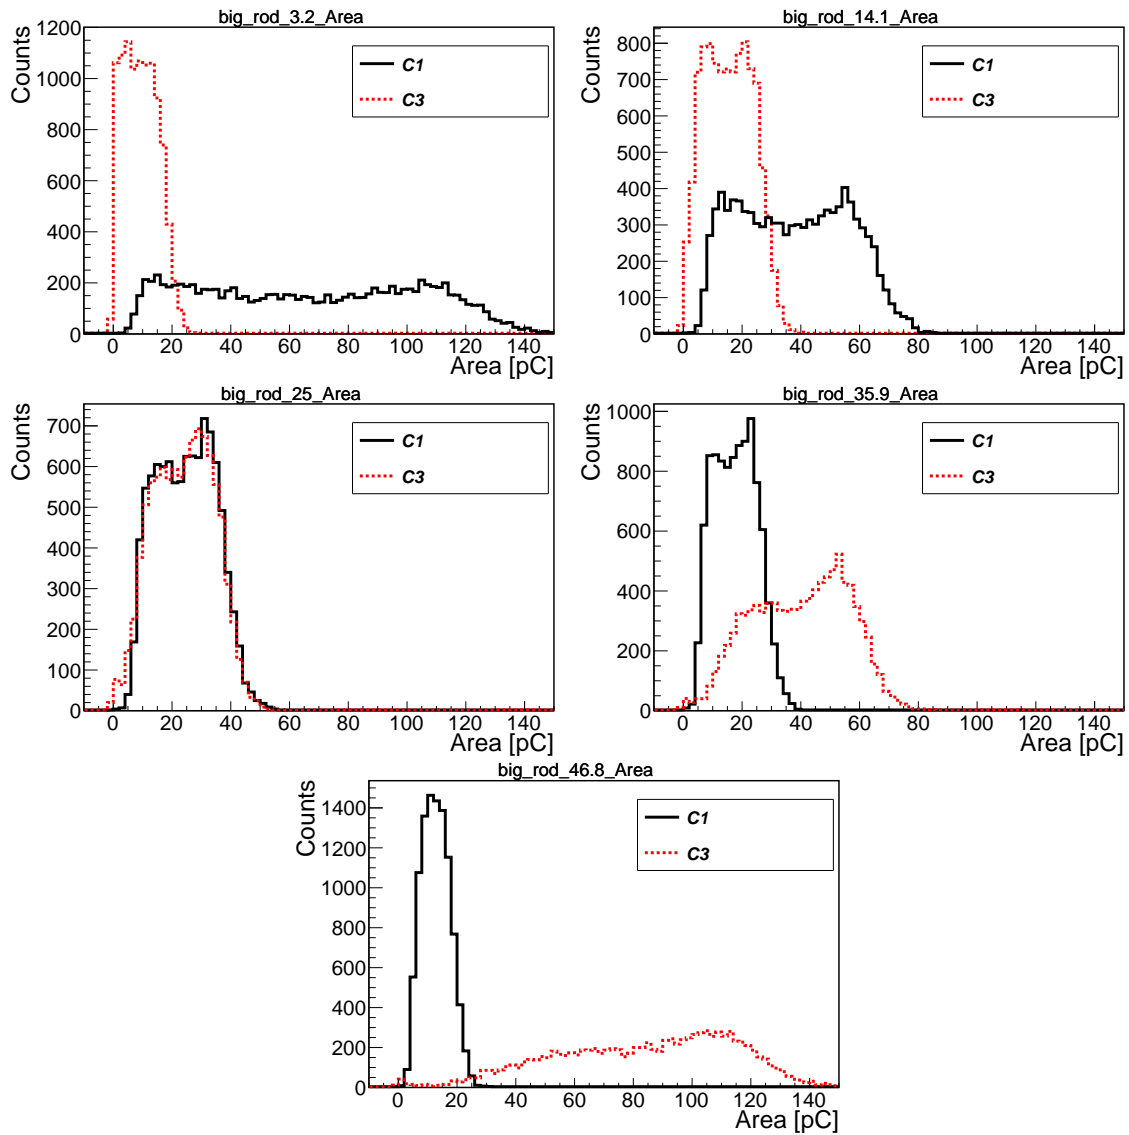 big_rod_3.2_Area
Counts
1200
1000
800
600
400
200
0
0 20 40 60 80 100 120 140
Area [pC]
C1
C3
big_rod_14.1_Area
Counts
800
700
600
500
400
300
200
100
0
0 20 40 60 80 100 120 140
Area [pC]
C1
C3
big_rod_25_Area
Counts
700
600
500
400
300
200
100
0
0 20 40 60 80 100 120 140
Area [pC]
C1
C3
big_rod_35.9_Area
Counts
1000
800
600
400
200
0
0 20 40 60 80 100 120 140
Area [pC]
C1
C3
big_rod_46.8_Area
Counts
1400
1200
1000
800
600
400
200
0
0 20 40 60 80 100 120 140
Area [pC]
C1
C3